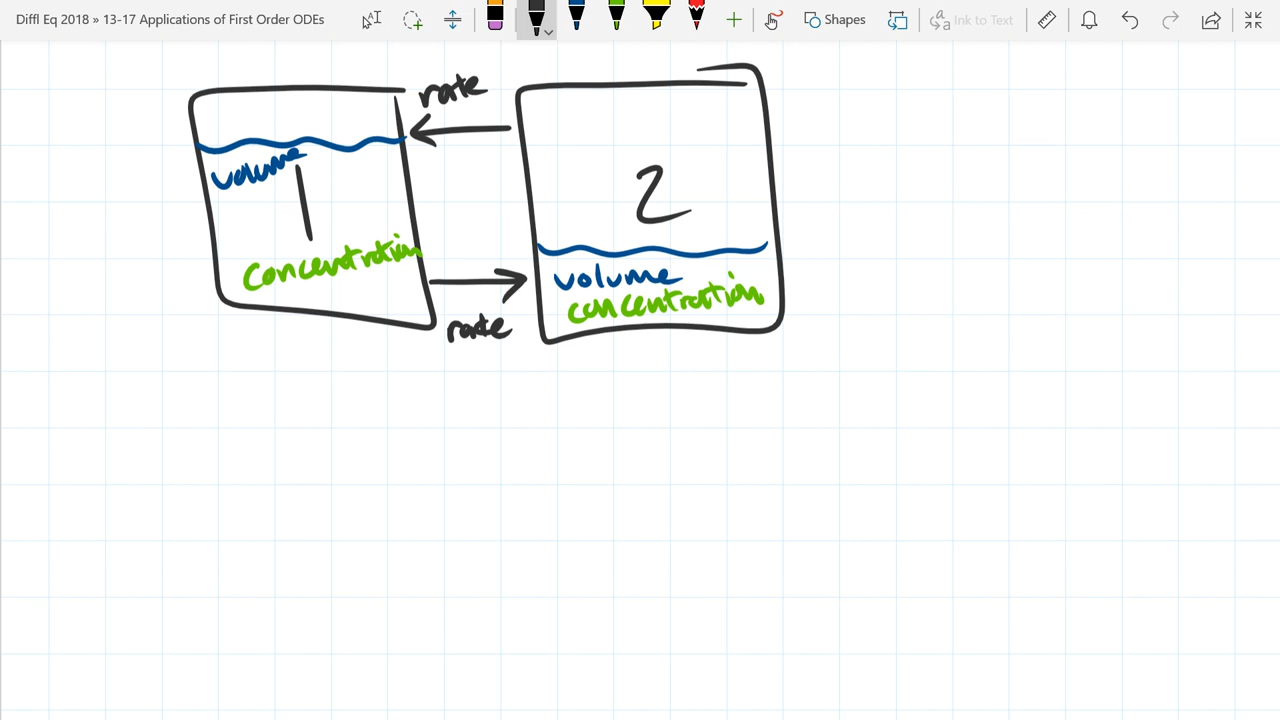 Diffl Eq 2018 » 13-17 Applications of First Order ODEs
Shapes
Ink to Text
rate
volume
1
concentration
2
rate
volume
concentration